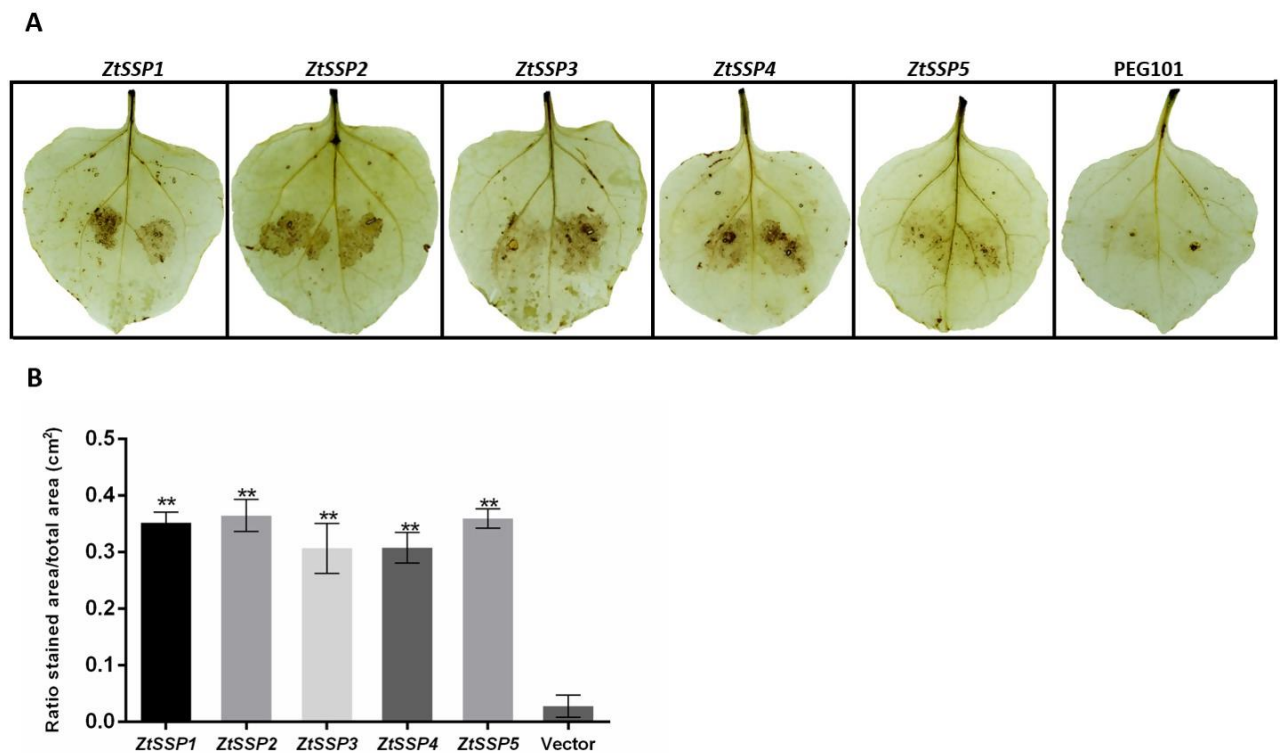 A
ZtSSP1 ZtSSP2 ZtSSP3 ZtSSP4 ZtSSP5 PEG101
B
Ratio stained area/total area (cm²)
0.5
0.4
0.3
0.2
0.1
0.0
** ** ** ** **
ZtSSP1 ZtSSP2 ZtSSP3 ZtSSP4 ZtSSP5 Vector